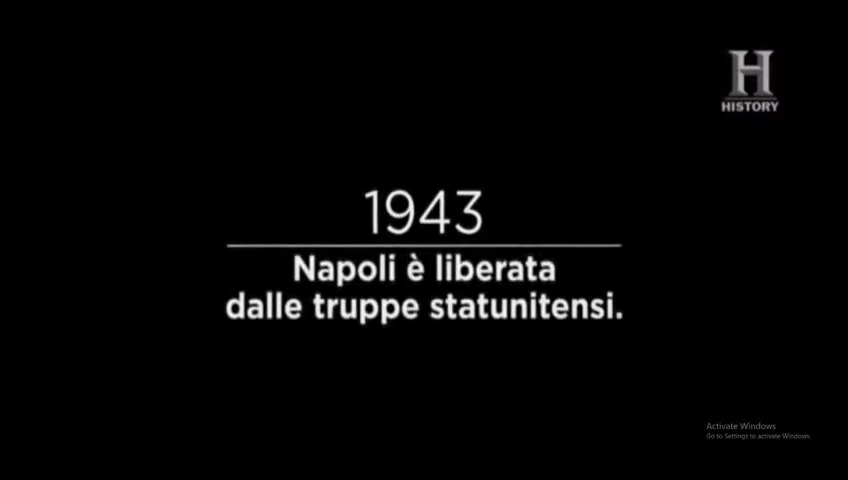 H
HISTORY
1943
Napoli è liberata
dalle truppe statunitensi.
Activate Windows
Go to Settings to activate Windows.